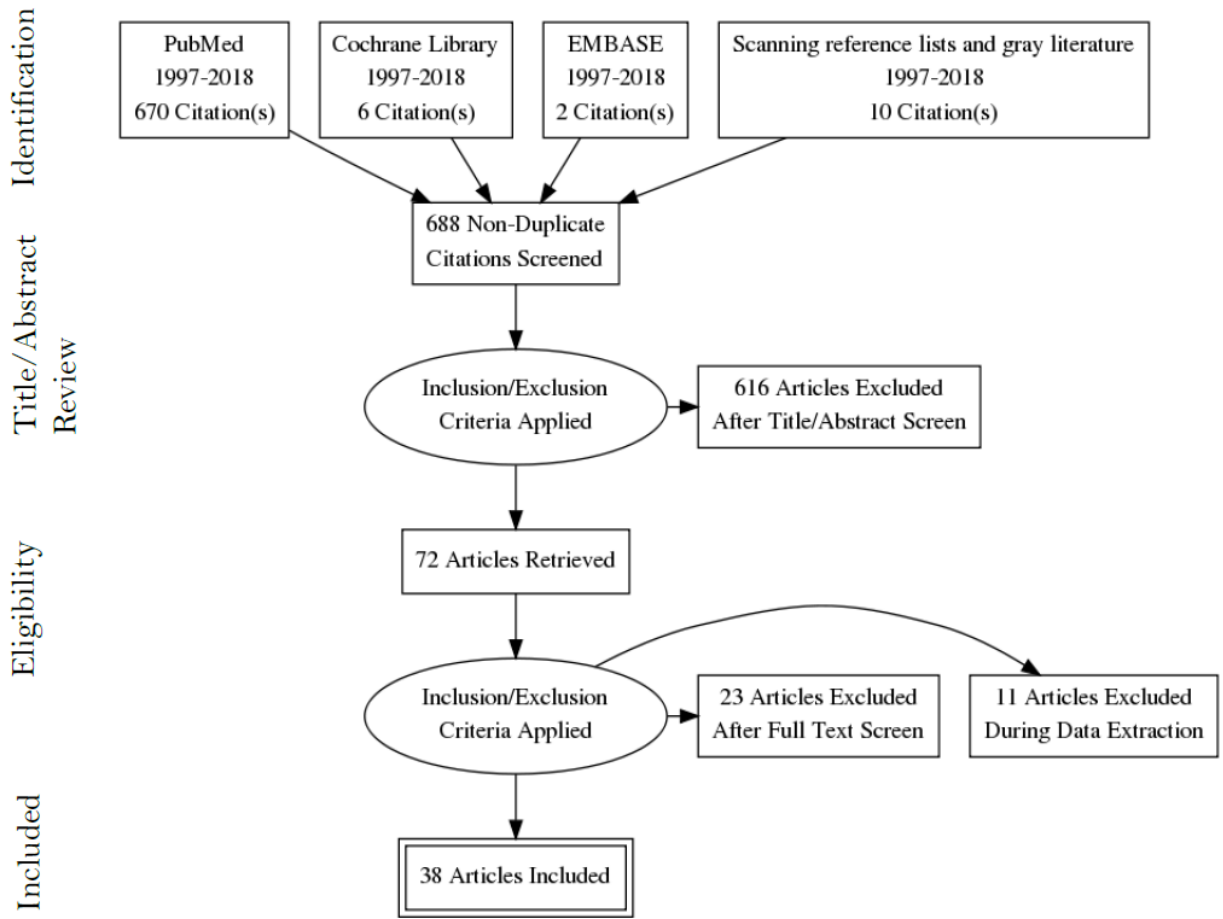 Identification
PubMed
1997-2018
670 Citation(s)
Cochrane Library
1997-2018
6 Citation(s)
EMBASE
1997-2018
2 Citation(s)
Scanning reference lists and gray literature
1997-2018
10 Citation(s)
Title/Abstract
Review
688 Non-Duplicate
Citations Screened
Inclusion/Exclusion
Criteria Applied
616 Articles Excluded
After Title/Abstract Screen
Eligibility
72 Articles Retrieved
Inclusion/Exclusion
Criteria Applied
23 Articles Excluded
After Full Text Screen
11 Articles Excluded
During Data Extraction
Included
38 Articles Included